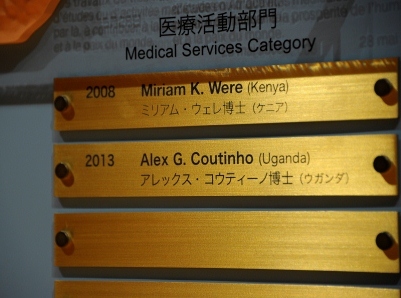 医療活動部門
Medical Services Category
2008 Miriam K. Were (Kenya)
ミリアム・ウェレ博士 (ケニア)
2013 Alex G. Coutinho (Uganda)
アレックス・コウティーノ博士 (ウガンダ)